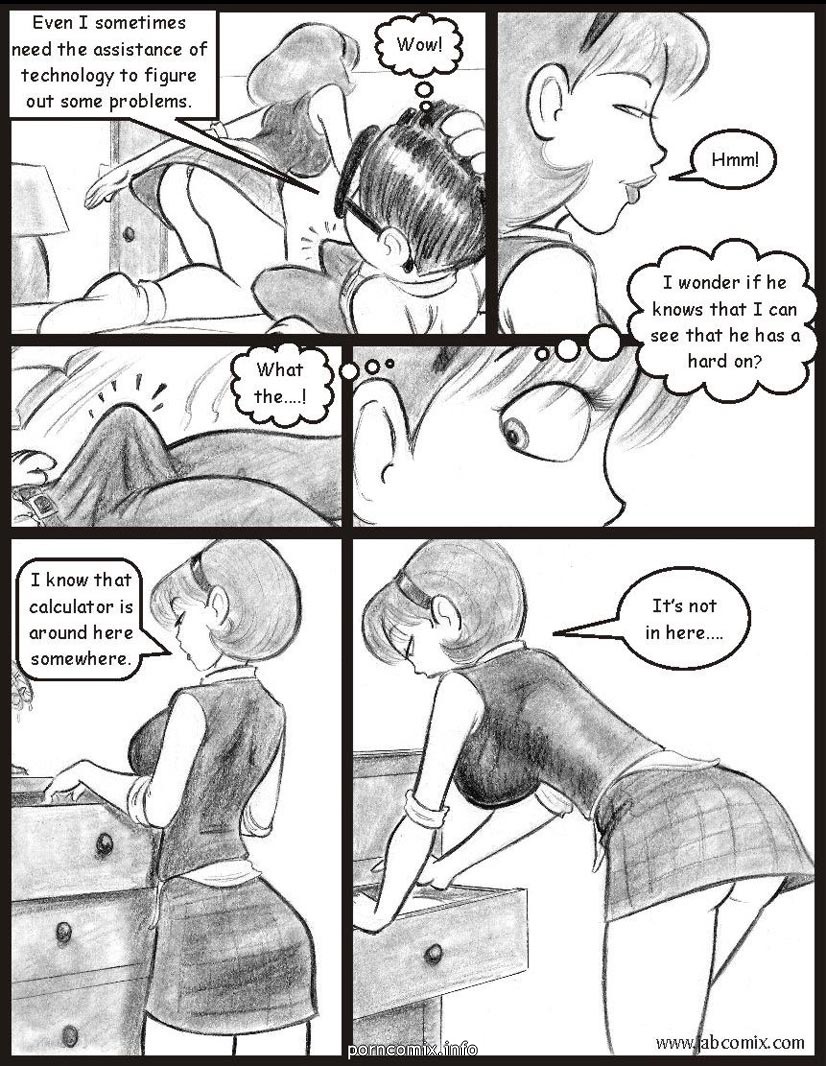 Even I sometimes
need the assistance of
technology to figure
out some problems.
Wow!
Hmm!
I wonder if he
knows that I can
see that he has a
hard on?
What
the....!
I know that
calculator is
around here
somewhere.
It's not
in here....
www.jabcomix.com
porncomix.info